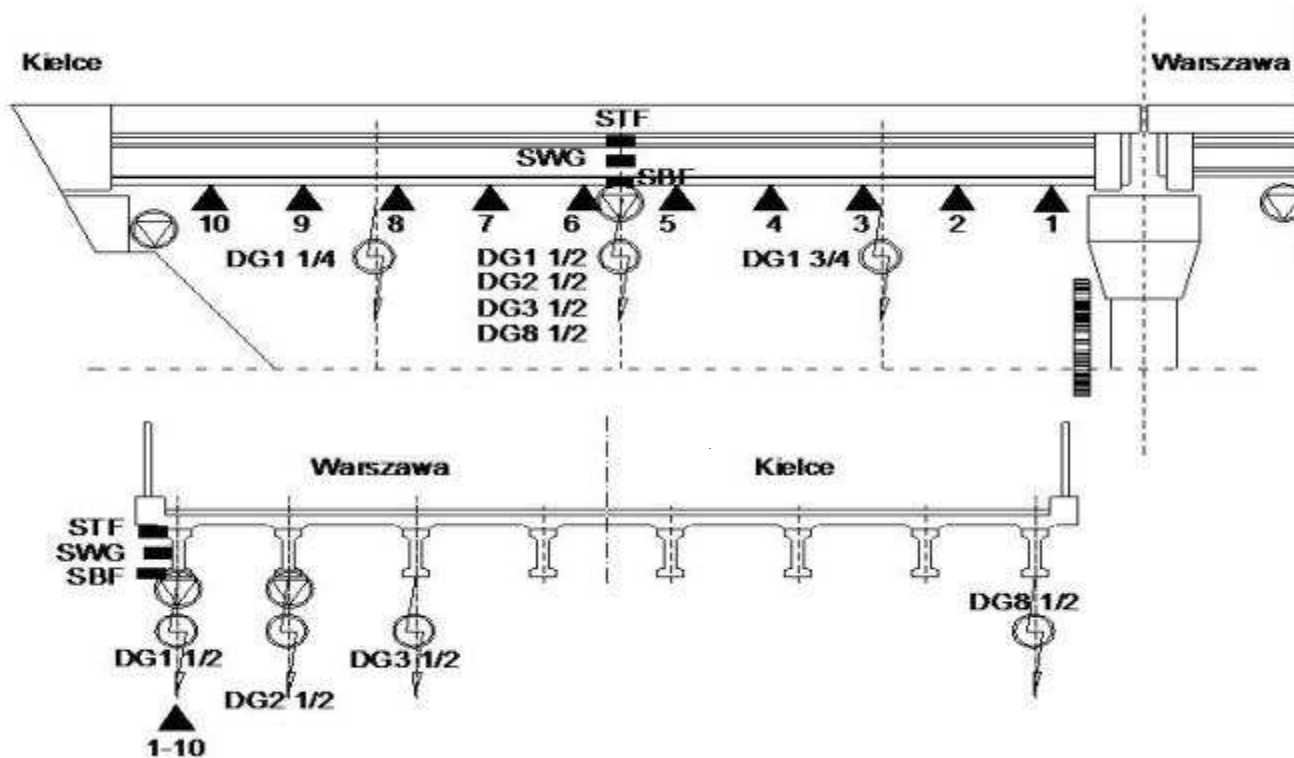 Kielce
Warszawa
STF
SWG
SBF
10 9 8 7 6 5 4 3 2 1
DG1 1/4
DG1 1/2
DG1 3/4
DG2 1/2
DG3 1/2
DG8 1/2
Warszawa
Kielce
STF
SWG
SBF
DG8 1/2
DG1 1/2
DG3 1/2
DG2 1/2
1-10